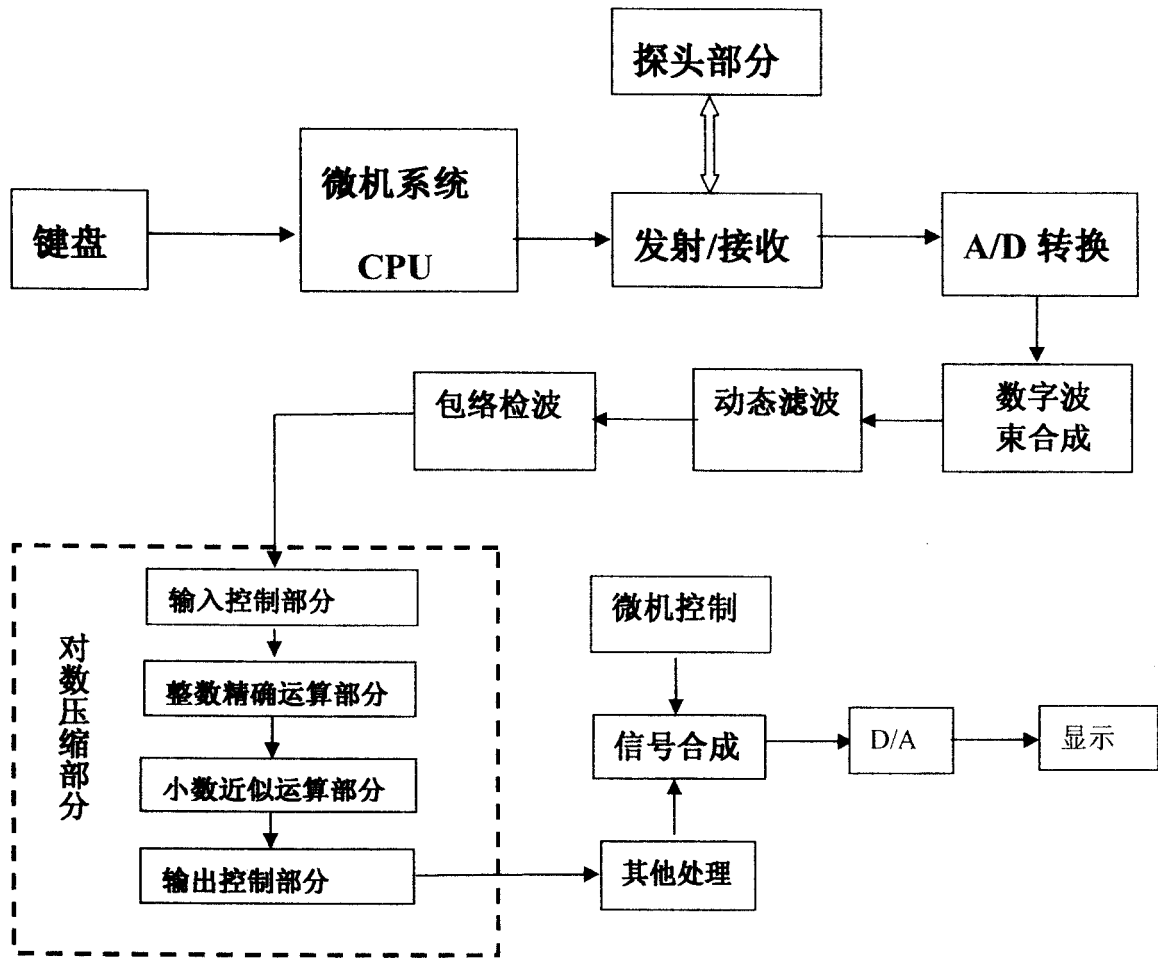 探头部分
键盘
微机系统
CPU
发射/接收
A/D 转换
包络检波
动态滤波
数字波
束合成
对数压缩部分
输入控制部分
整数精确运算部分
小数近似运算部分
输出控制部分
微机控制
信号合成
D/A
显示
其他处理